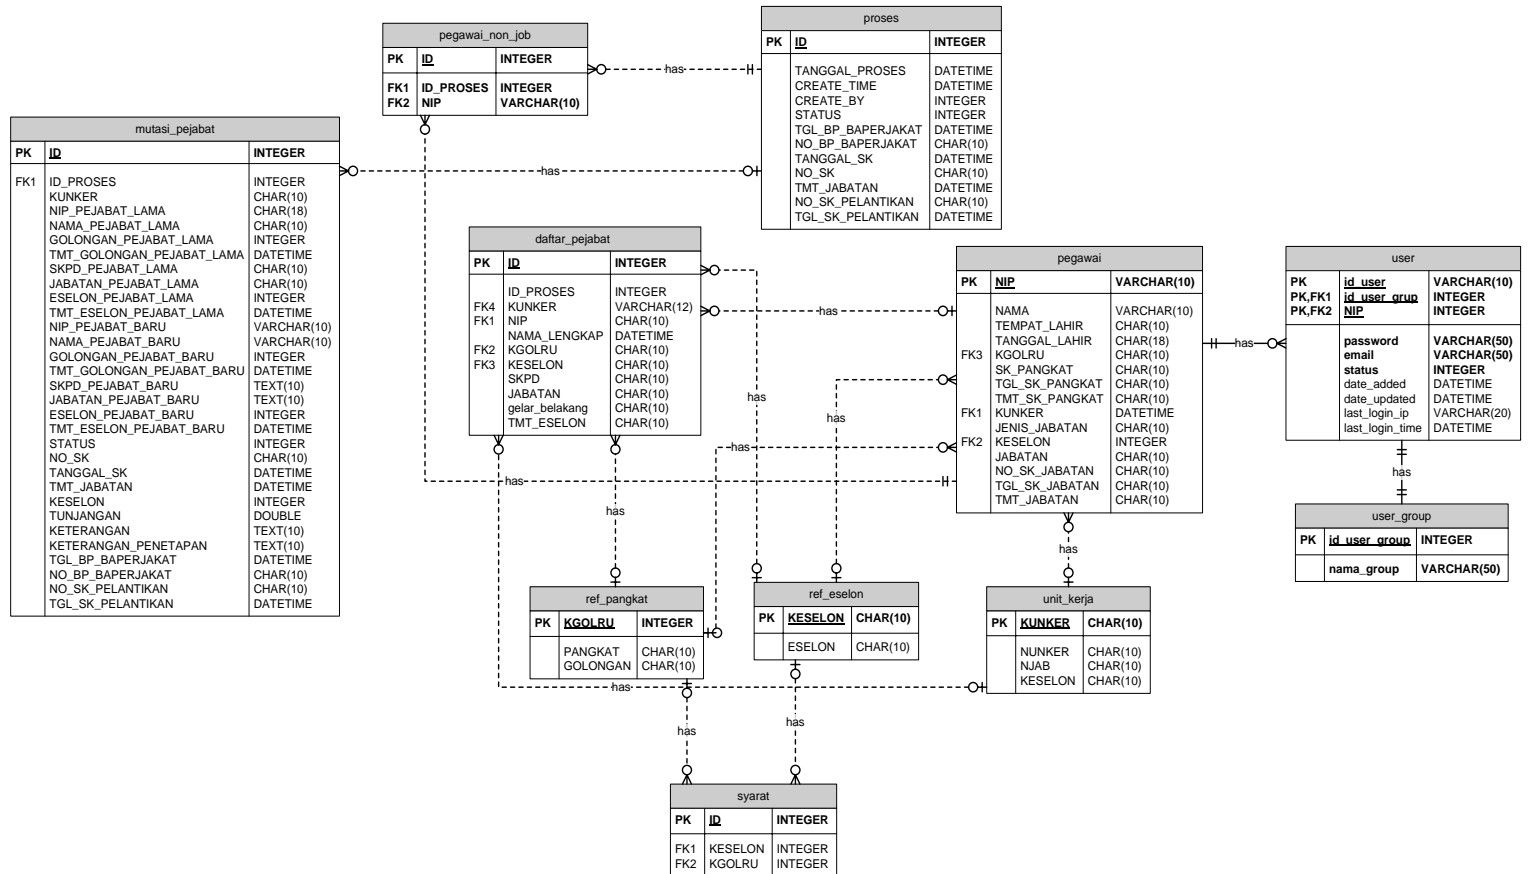 proses
PK ID INTEGER
TANGGAL_PROSES DATETIME
CREATE_TIME DATETIME
CREATE_BY INTEGER
STATUS INTEGER
TGL_BP_BAPERJAKAT DATETIME
NO_BP_BAPERJAKAT CHAR(10)
TANGGAL_SK DATETIME
NO_SK CHAR(10)
TMT_JABATAN DATETIME
NO_SK_PELANTIKAN CHAR(10)
TGL_SK_PELANTIKAN DATETIME
pegawai_non_job
PK ID INTEGER
FK1 ID_PROSES INTEGER
FK2 NIP VARCHAR(10)
has
has
mutasi_pejabat
PK ID INTEGER
FK1 ID_PROSES INTEGER
KUNKER CHAR(10)
NIP_PEJABAT_LAMA CHAR(18)
NAMA_PEJABAT_LAMA CHAR(10)
GOLONGAN_PEJABAT_LAMA INTEGER
TMT_GOLONGAN_PEJABAT_LAMA DATETIME
SKPD_PEJABAT_LAMA CHAR(10)
JABATAN_PEJABAT_LAMA CHAR(10)
ESELON_PEJABAT_LAMA INTEGER
TMT_ESELON_PEJABAT_LAMA DATETIME
NIP_PEJABAT_BARU VARCHAR(10)
NAMA_PEJABAT_BARU VARCHAR(10)
GOLONGAN_PEJABAT_BARU INTEGER
TMT_GOLONGAN_PEJABAT_BARU DATETIME
SKPD_PEJABAT_BARU TEXT(10)
JABATAN_PEJABAT_BARU TEXT(10)
ESELON_PEJABAT_BARU INTEGER
TMT_ESELON_PEJABAT_BARU DATETIME
STATUS INTEGER
NO_SK CHAR(10)
TANGGAL_SK DATETIME
TMT_JABATAN DATETIME
KESELON INTEGER
TUNJANGAN DOUBLE
KETERANGAN TEXT(10)
KETERANGAN_PENETAPAN TEXT(10)
TGL_BP_BAPERJAKAT DATETIME
NO_BP_BAPERJAKAT CHAR(10)
NO_SK_PELANTIKAN CHAR(10)
TGL_SK_PELANTIKAN DATETIME
daftar_pejabat
PK ID INTEGER
ID_PROSES INTEGER
FK4 KUNKER VARCHAR(12)
FK1 NIP CHAR(10)
NAMA_LENGKAP DATETIME
FK2 KGOLRU CHAR(10)
FK3 KESELON CHAR(10)
SKPD CHAR(10)
JABATAN CHAR(10)
gelar_belakang CHAR(10)
TMT_ESELON CHAR(10)
has
has
has
has
has
has
pegawai
PK NIP VARCHAR(10)
NAMA VARCHAR(10)
TEMPAT_LAHIR CHAR(10)
TANGGAL_LAHIR CHAR(18)
FK3 KGOLRU CHAR(10)
SK_PANGKAT CHAR(10)
TGL_SK_PANGKAT CHAR(10)
TMT_SK_PANGKAT CHAR(10)
FK1 KUNKER DATETIME
JENIS_JABATAN CHAR(10)
FK2 KESELON INTEGER
JABATAN CHAR(10)
NO_SK_JABATAN CHAR(10)
TGL_SK_JABATAN CHAR(10)
TMT_JABATAN CHAR(10)
has
user
PK id_user VARCHAR(10)
PK,FK1 id_user_grup INTEGER
PK,FK2 NIP INTEGER
password VARCHAR(50)
email VARCHAR(50)
status INTEGER
date_added DATETIME
date_updated DATETIME
last_login_ip VARCHAR(20)
last_login_time DATETIME
has
user_group
PK id_user_group INTEGER
nama_group VARCHAR(50)
has
ref_pangkat
PK KGOLRU INTEGER
PANGKAT CHAR(10)
GOLONGAN CHAR(10)
ref_eselon
PK KESELON CHAR(10)
ESELON CHAR(10)
unit_kerja
PK KUNKER CHAR(10)
NUNKER CHAR(10)
NJAB CHAR(10)
KESELON CHAR(10)
has
has
has
syarat
PK ID INTEGER
FK1 KESELON INTEGER
FK2 KGOLRU INTEGER